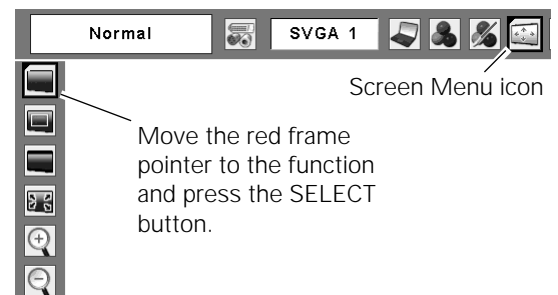 Normal
SVGA 1
Screen Menu icon
Move the red frame
pointer to the function
and press the SELECT
button.